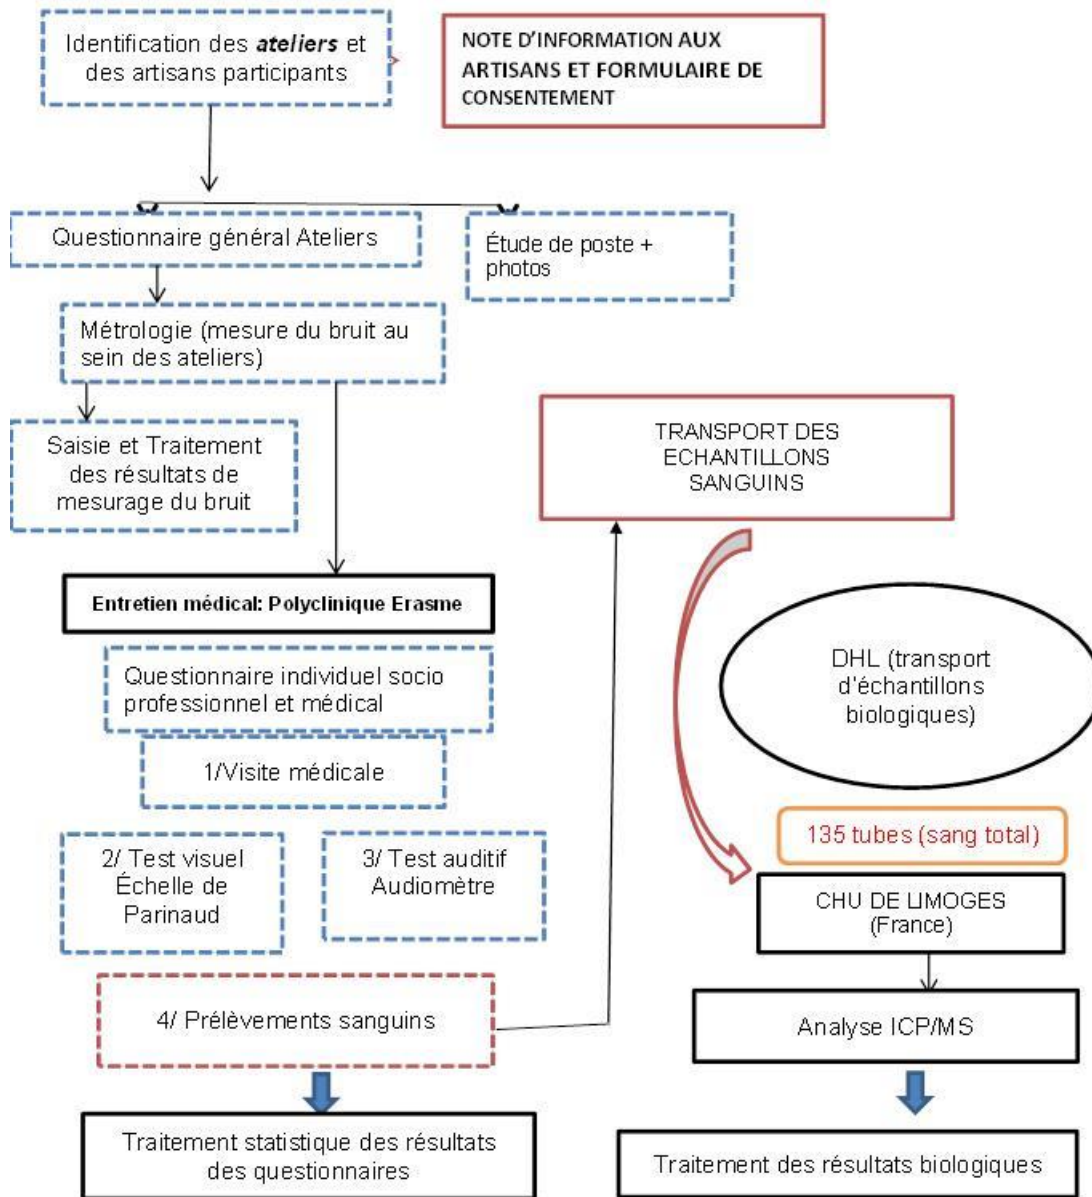 Identification des ateliers et
des artisans participants
NOTE D'INFORMATION AUX
ARTISANS ET FORMULAIRE DE
CONSENTEMENT
Questionnaire général Ateliers
Étude de poste +
photos
Métrologie (mesure du bruit au
sein des ateliers)
Saisie et Traitement
des résultats de
mesurage du bruit
TRANSPORT DES
ECHANTILLONS
SANGUINS
Entretien médical: Polyclinique Erasme
Questionnaire individuel socio
professionnel et médical
1/Visite médicale
2/ Test visuel
Échelle de
Parinaud
3/ Test auditif
Audiomètre
4/ Prélèvements sanguins
Traitement statistique des résultats
des questionnaires
DHL (transport
d'échantillons
biologiques)
135 tubes (sang total)
CHU DE LIMOGES
(France)
Analyse ICP/MS
Traitement des résultats biologiques